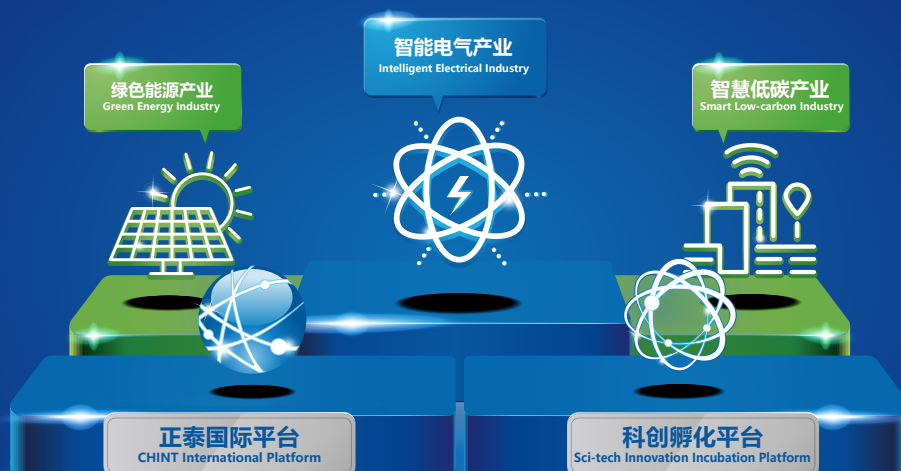 智能电气产业
Intelligent Electrical Industry
绿色能源产业
Green Energy Industry
智慧低碳产业
Smart Low-carbon Industry
正泰国际平台
CHINT International Platform
科创孵化平台
Sci-tech Innovation Incubation Platform